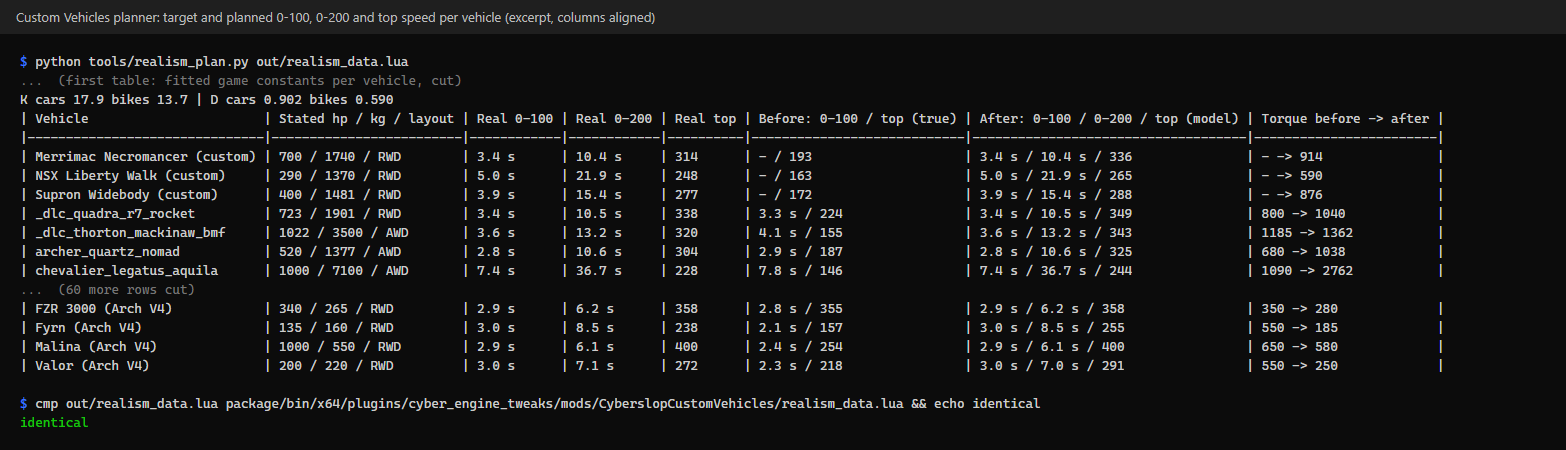 Custom Vehicles planner: target and planned 0-100, 0-200 and top speed per vehicle (excerpt, columns aligned)
$ python tools/realism_plan.py out/realism_data.lua
... (first table: fitted game constants per vehicle, cut)
K cars 17.9 bikes 13.7 | D cars 0.902 bikes 0.590
| Vehicle | Stated hp / kg / layout | Real 0-100 | Real 0-200 | Real top | Before: 0-100 / top (true) | After: 0-100 / 0-200 / top (model) | Torque before -> after |
|-------------------------------|-------------------------|------------|------------|----------|----------------------------|------------------------------------|------------------------|
| Merrimac Necromancer (custom) | 700 / 1740 / RWD | 3.4 s | 10.4 s | 314 | - / 193 | 3.4 s / 10.4 s / 336 | - -> 914 |
| NSX Liberty Walk (custom) | 290 / 1370 / RWD | 5.0 s | 21.9 s | 248 | - / 163 | 5.0 s / 21.9 s / 265 | - -> 590 |
| Supron Widebody (custom) | 400 / 1481 / RWD | 3.9 s | 15.4 s | 277 | - / 172 | 3.9 s / 15.4 s / 288 | - -> 876 |
| _dlc_quadra_r7_rocket | 723 / 1901 / RWD | 3.4 s | 10.5 s | 338 | 3.3 s / 224 | 3.4 s / 10.5 s / 349 | 800 -> 1040 |
| _dlc_thorton_mackinaw_bmf | 1022 / 3500 / AWD | 3.6 s | 13.2 s | 320 | 4.1 s / 155 | 3.6 s / 13.2 s / 343 | 1185 -> 1362 |
| archer_quartz_nomad | 520 / 1377 / AWD | 2.8 s | 10.6 s | 304 | 2.9 s / 187 | 2.8 s / 10.6 s / 325 | 680 -> 1038 |
| chevalier_legatus_aquila | 1000 / 7100 / AWD | 7.4 s | 36.7 s | 228 | 7.8 s / 146 | 7.4 s / 36.7 s / 244 | 1090 -> 2762 |
... (60 more rows cut)
| FZR 3000 (Arch V4) | 340 / 265 / RWD | 2.9 s | 6.2 s | 358 | 2.8 s / 355 | 2.9 s / 6.2 s / 358 | 350 -> 280 |
| Fyrn (Arch V4) | 135 / 160 / RWD | 3.0 s | 8.5 s | 238 | 2.1 s / 157 | 3.0 s / 8.5 s / 255 | 550 -> 185 |
| Malina (Arch V4) | 1000 / 550 / RWD | 2.9 s | 6.1 s | 400 | 2.4 s / 254 | 2.9 s / 6.1 s / 400 | 650 -> 580 |
| Valor (Arch V4) | 200 / 220 / RWD | 3.0 s | 7.1 s | 272 | 2.3 s / 218 | 3.0 s / 7.0 s / 291 | 550 -> 250 |
$ cmp out/realism_data.lua package/bin/x64/plugins/cyber_engine_tweaks/mods/CyberslopCustomVehicles/realism_data.lua && echo identical
identical